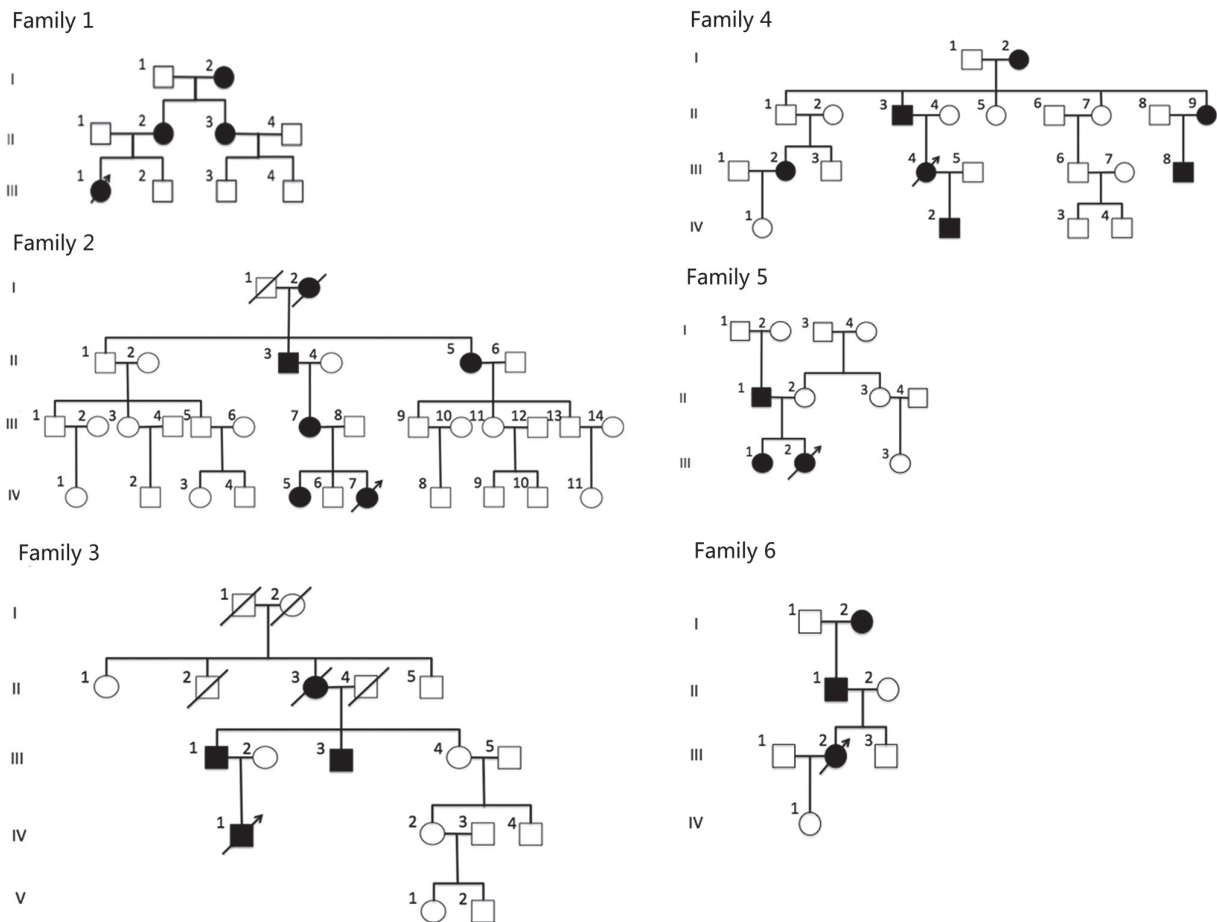 Family 1
I
1 2
II
1 2 3 4
III
1 2 3 4
Family 2
I
1 2
II
1 2 3 4 5 6
III
1 2 3 4 5 6 7 8 9 10 11 12 13 14
IV
1 2 3 4 5 6 7 8 9 10 11
Family 3
I
1 2
II
1 2 3 4 5
III
1 2 3 4 5
IV
1 2 3 4
V
1 2
Family 4
I
1 2
II
1 2 3 4 5 6 7 8 9
III
1 2 3 4 5 6 7 8
IV
1 2 3 4
Family 5
I
1 2 3 4
II
1 2 3 4
III
1 2 3
Family 6
I
1 2
II
1 2
III
1 2 3
IV
1